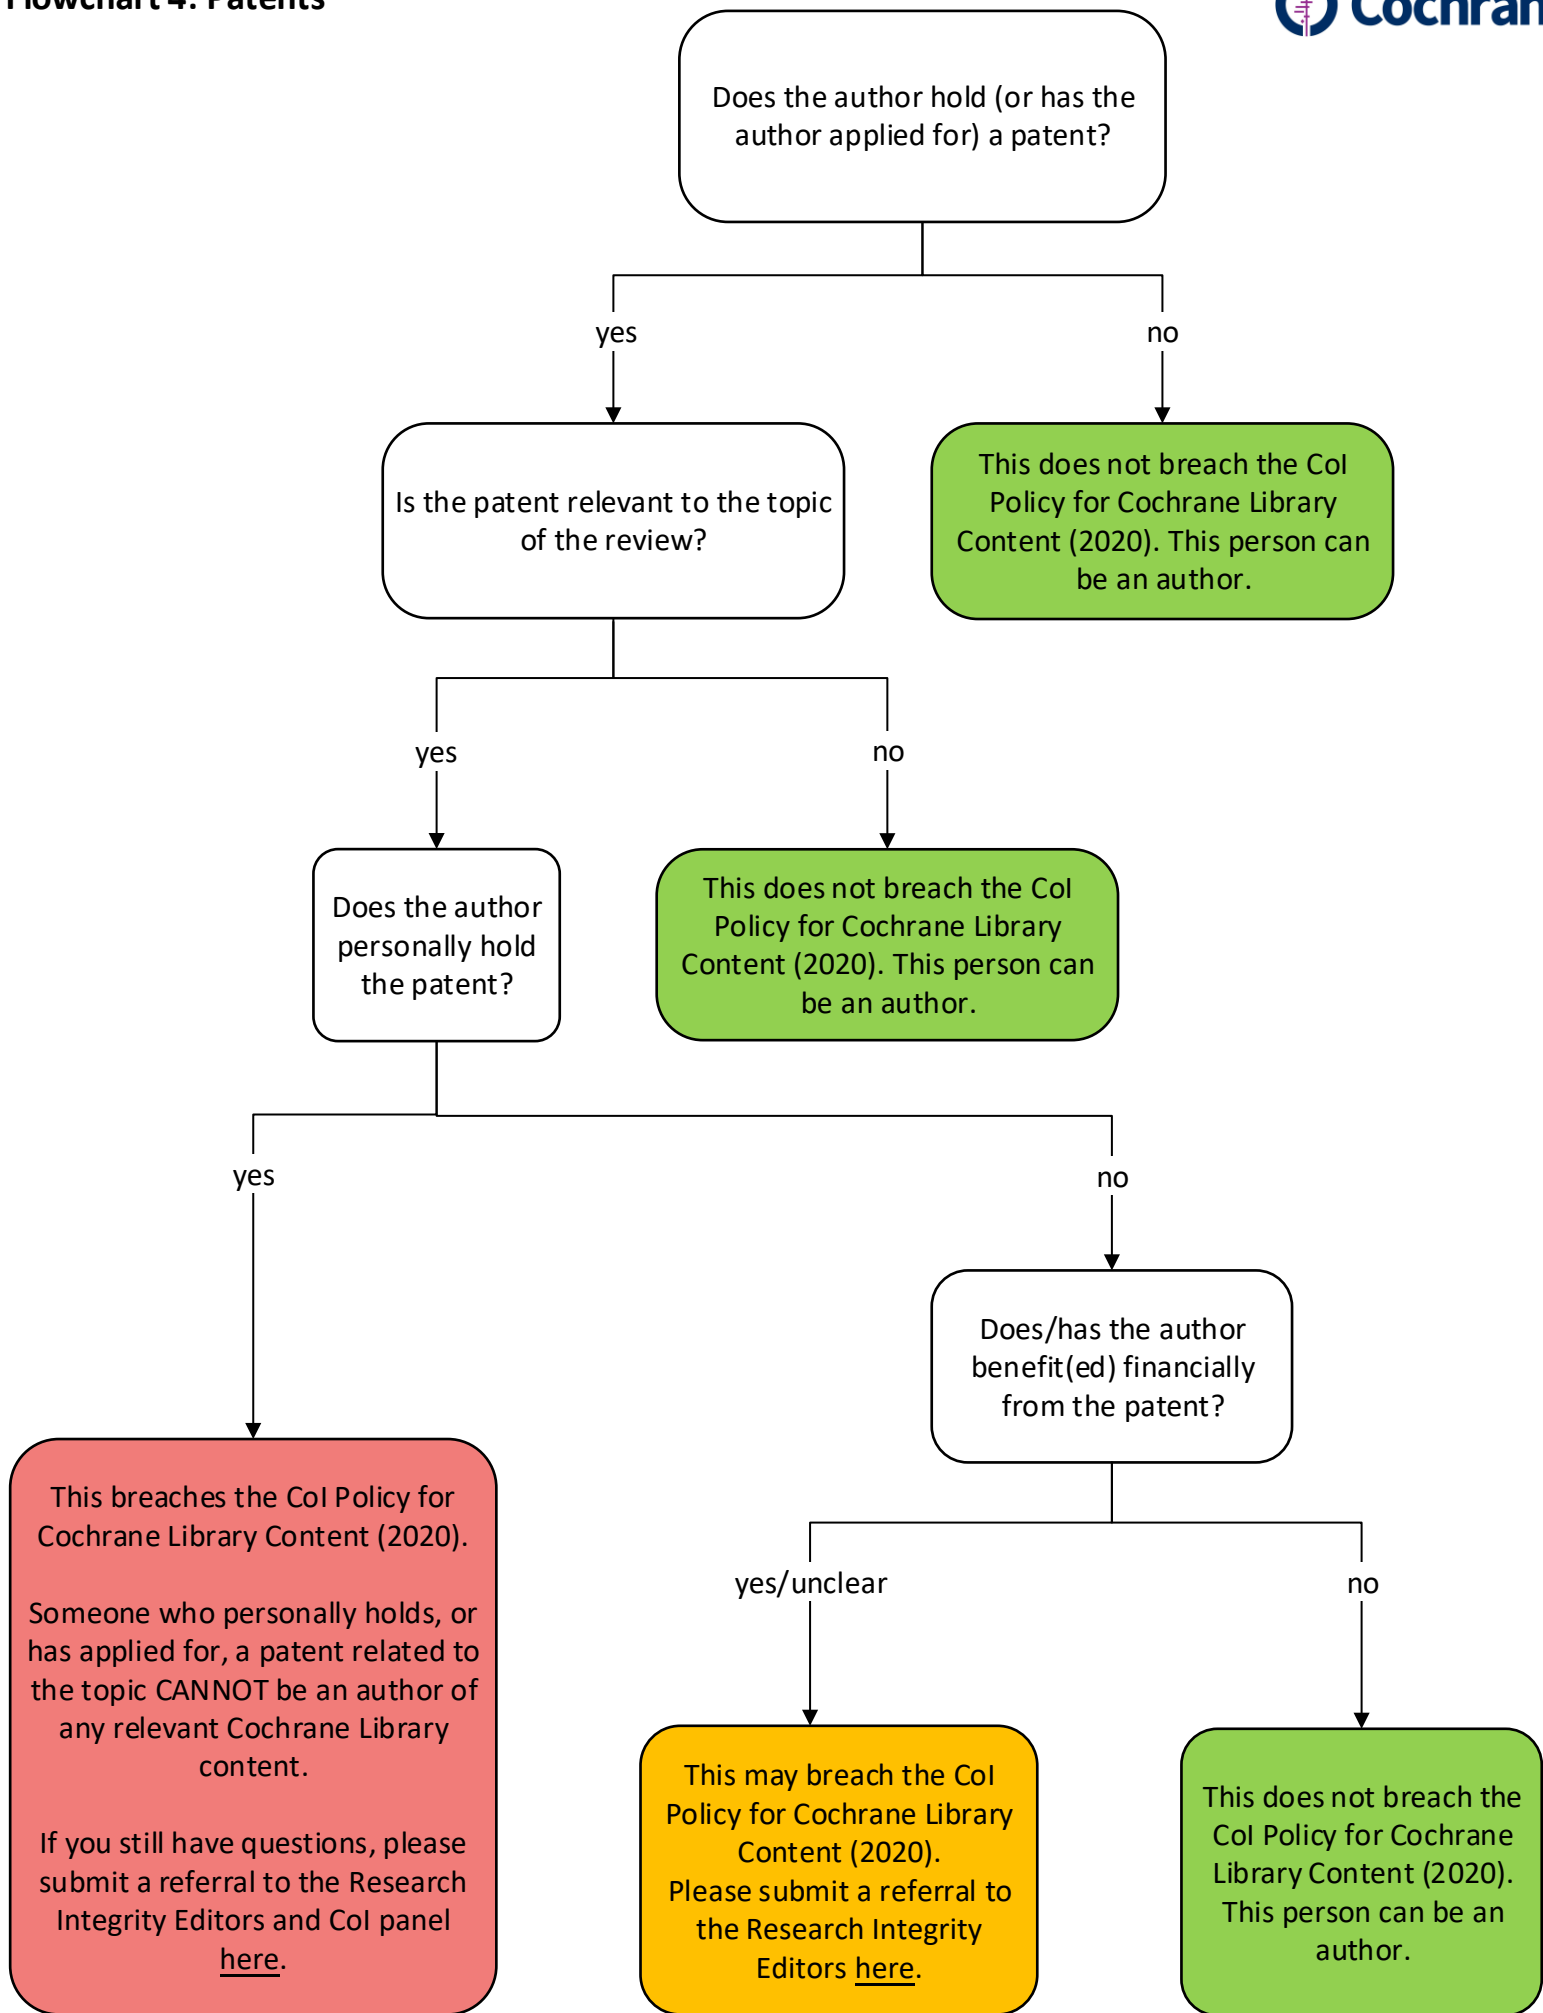 Flowchart 4: Patents
Cochran
Does the author hold (or has the
author applied for) a patent?
yes
no
Is the patent relevant to the topic
of the review?
This does not breach the CoI
Policy for Cochrane Library
Content (2020). This person can
be an author.
yes
no
Does the author
personally hold
the patent?
This does not breach the CoI
Policy for Cochrane Library
Content (2020). This person can
be an author.
yes
no
Does/has the author
benefit(ed) financially
from the patent?
This breaches the CoI Policy for
Cochrane Library Content (2020).
Someone who personally holds, or
has applied for, a patent related to
the topic CANNOT be an author of
any relevant Cochrane Library
content.
If you still have questions, please
submit a referral to the Research
Integrity Editors and CoI panel
here.
yes/unclear
no
This may breach the CoI
Policy for Cochrane Library
Content (2020).
Please submit a referral to
the Research Integrity
Editors here.
This does not breach the
CoI Policy for Cochrane
Library Content (2020).
This person can be an
author.